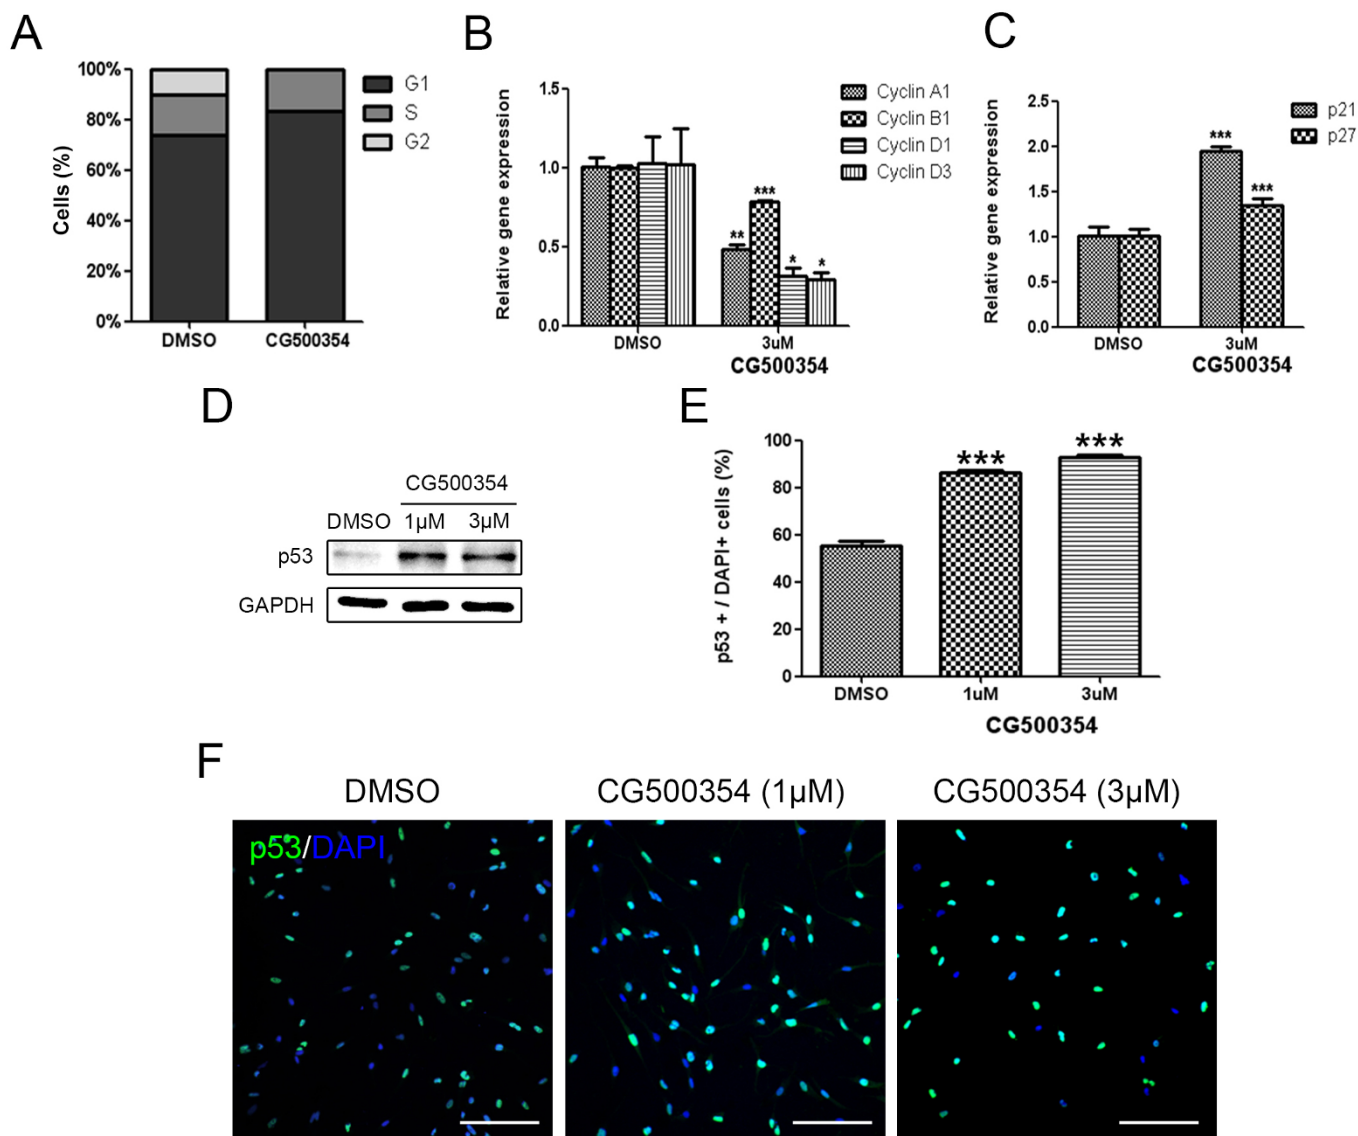 A
100%
80%
60%
40%
20%
0%
Cells (%)
DMSO
CG500354
G1
S
G2
B
1.5
1.0
0.5
0.0
Relative gene expression
**
***
*
*
DMSO
3uM
CG500354
Cyclin A1
Cyclin B1
Cyclin D1
Cyclin D3
C
2.5
2.0
1.5
1.0
0.5
0.0
Relative gene expression
***
***
DMSO
3uM
CG500354
p21
p27
D
CG500354
DMSO 1µM 3µM
p53
GAPDH
E
100
80
60
40
20
0
p53 + / DAPI+ cells (%)
***
***
DMSO
1uM
3uM
CG500354
F
DMSO
CG500354 (1µM)
CG500354 (3µM)
p53/DAPI